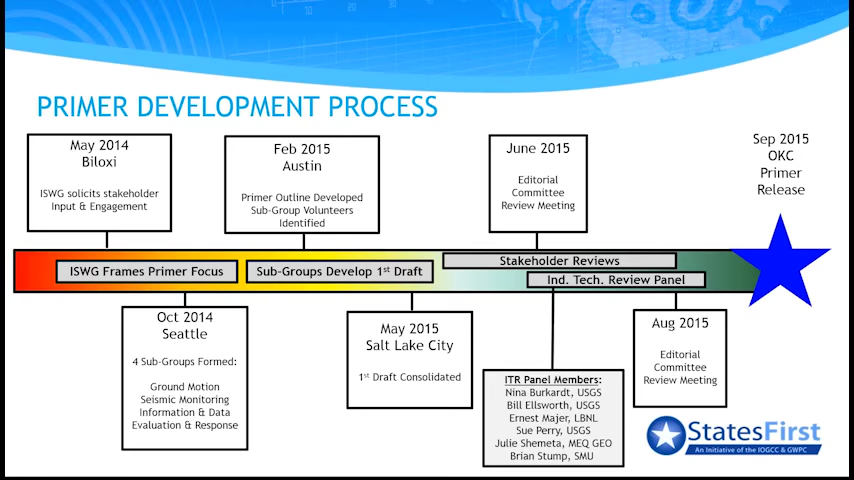 PRIMER DEVELOPMENT PROCESS
May 2014
Biloxi
ISWG solicits stakeholder
Input & Engagement
Feb 2015
Austin
Primer Outline Developed
Sub-Group Volunteers
Identified
June 2015
Editorial
Committee
Review Meeting
Sep 2015
OKC
Primer
Release
ISWG Frames Primer Focus
Sub-Groups Develop 1st Draft
Stakeholder Reviews
Ind. Tech. Review Panel
Oct 2014
Seattle
4 Sub-Groups Formed:
Ground Motion
Seismic Monitoring
Information & Data
Evaluation & Response
May 2015
Salt Lake City
1st Draft Consolidated
ITR Panel Members:
Nina Burkardt, USGS
Bill Ellsworth, USGS
Ernest Majer, LBNL
Sue Perry, USGS
Julie Shemeta, MEQ GEO
Brian Stump, SMU
Aug 2015
Editorial
Committee
Review Meeting
StatesFirst
An Initiative of the IOGCC & GWPC